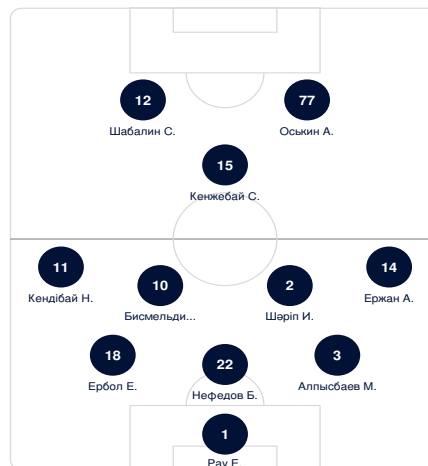 12
77
Шабалин С.
Оськин А.
15
Кенжебай С.
11
14
10
2
Кендібай Н.
Ержан А.
Бисмельди...
Шәріп И.
18
22
3
Ербол Е.
Нефедов Б.
Алпысбаев М.
1
Рау Е.